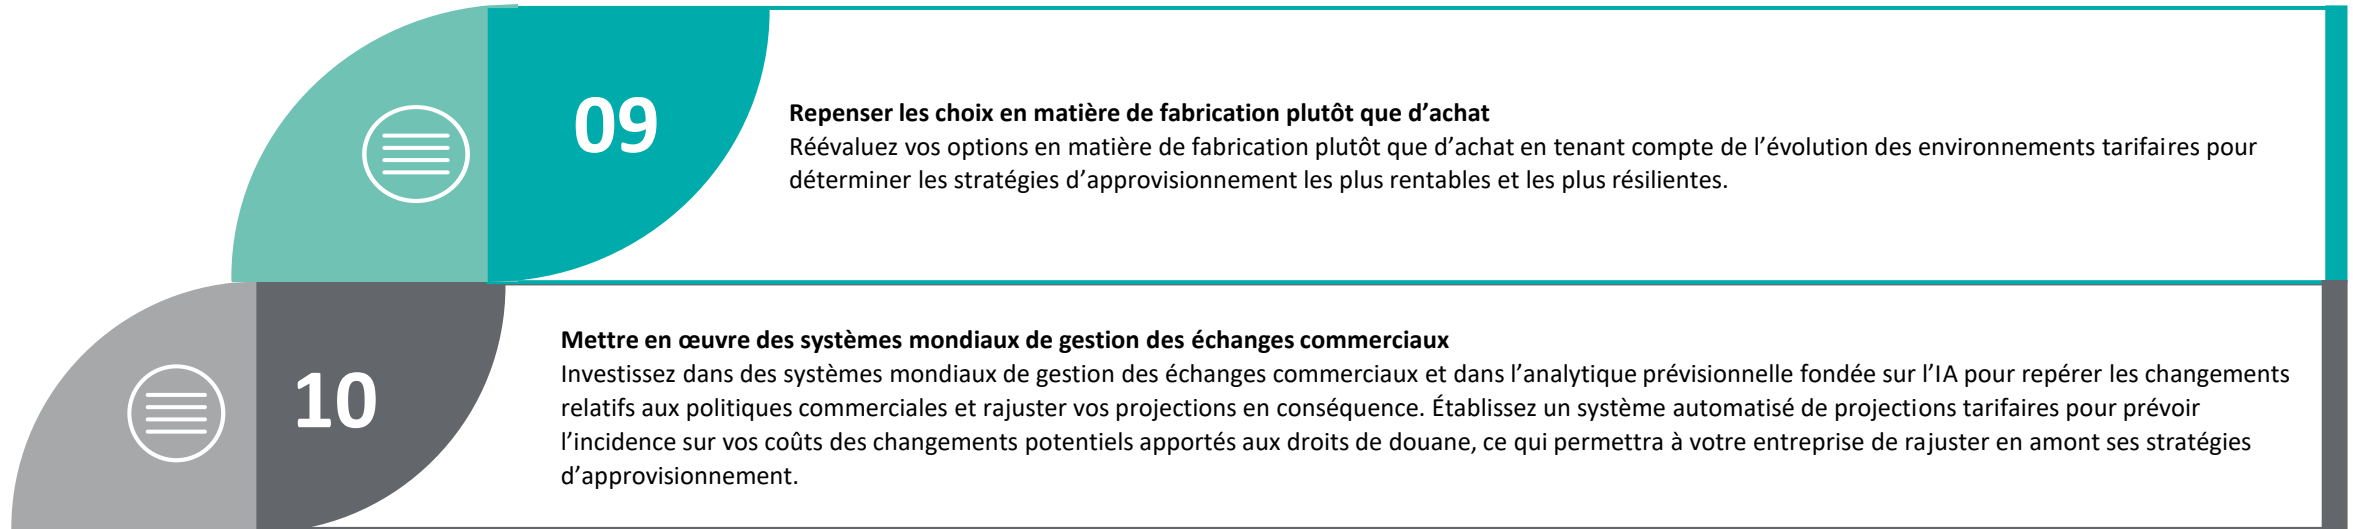 09
Repenser les choix en matière de fabrication plutôt que d’achat
Réévaluez vos options en matière de fabrication plutôt que d’achat en tenant compte de l’évolution des environnements tarifaires pour
déterminer les stratégies d’approvisionnement les plus rentables et les plus résilientes.
10
Mettre en œuvre des systèmes mondiaux de gestion des échanges commerciaux
Investissez dans des systèmes mondiaux de gestion des échanges commerciaux et dans l’analytique prévisionnelle fondée sur l’IA pour repérer les changements
relatifs aux politiques commerciales et rajuster vos projections en conséquence. Établissez un système automatisé de projections tarifaires pour prévoir
l’incidence sur vos coûts des changements potentiels apportés aux droits de douane, ce qui permettra à votre entreprise de rajuster en amont ses stratégies
d’approvisionnement.